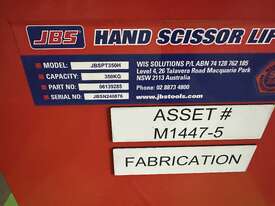 JBS HAND SCISSOR LIF
MODEL: JBSPT350H
CAPACITY: 350KG
PART NO: 06139285
SERIAL NO: JBSN240876
WIS SOLUTIONS P/L ABN 74 128 762 185
Level 4, 26 Talavera Road Macquarie Park
NSW 2113 Australia
Phone: 02 8873 4800
www.jbstools.com
ASSET #
M1447-5
FABRICATION